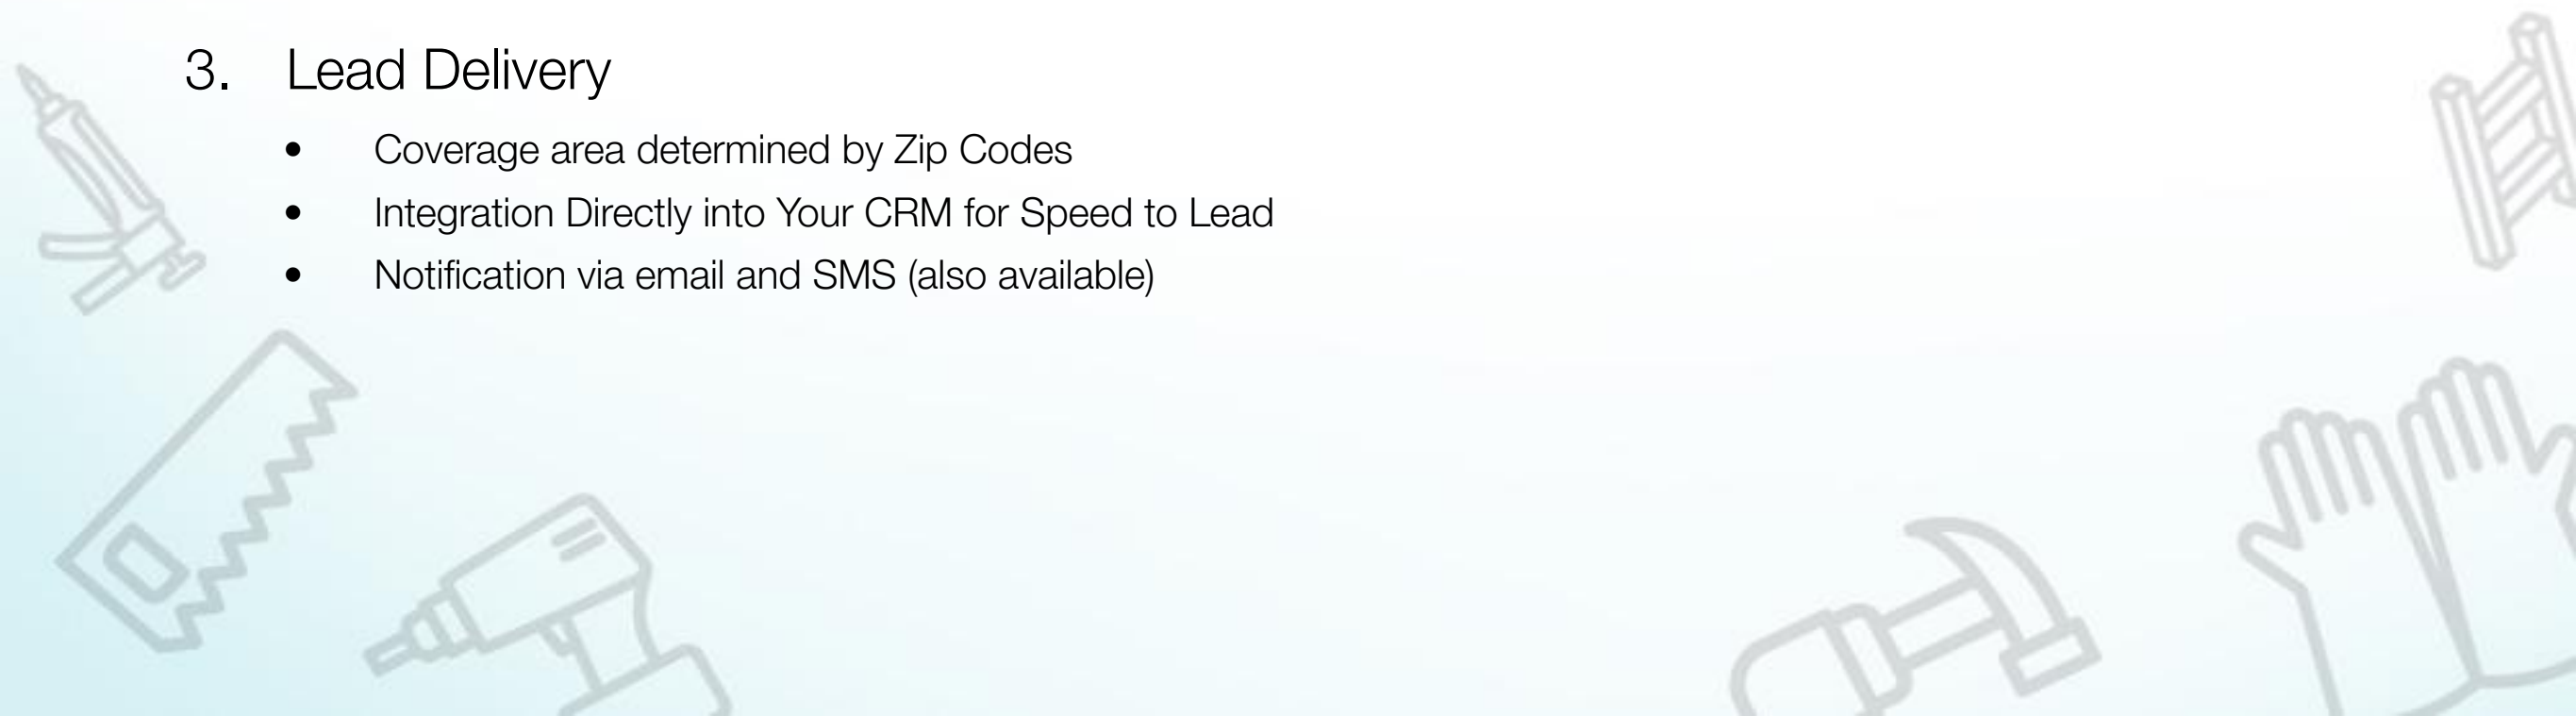 3. Lead Delivery
• Coverage area determined by Zip Codes
• Integration Directly into Your CRM for Speed to Lead
• Notification via email and SMS (also available)